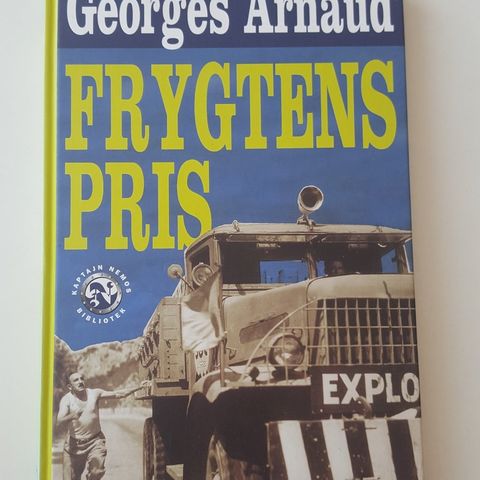 Georges Arnaud
FRYGTENS
PRIS
KAPTAJN NEMOS
N
BIBLIOTEK
EXPLO